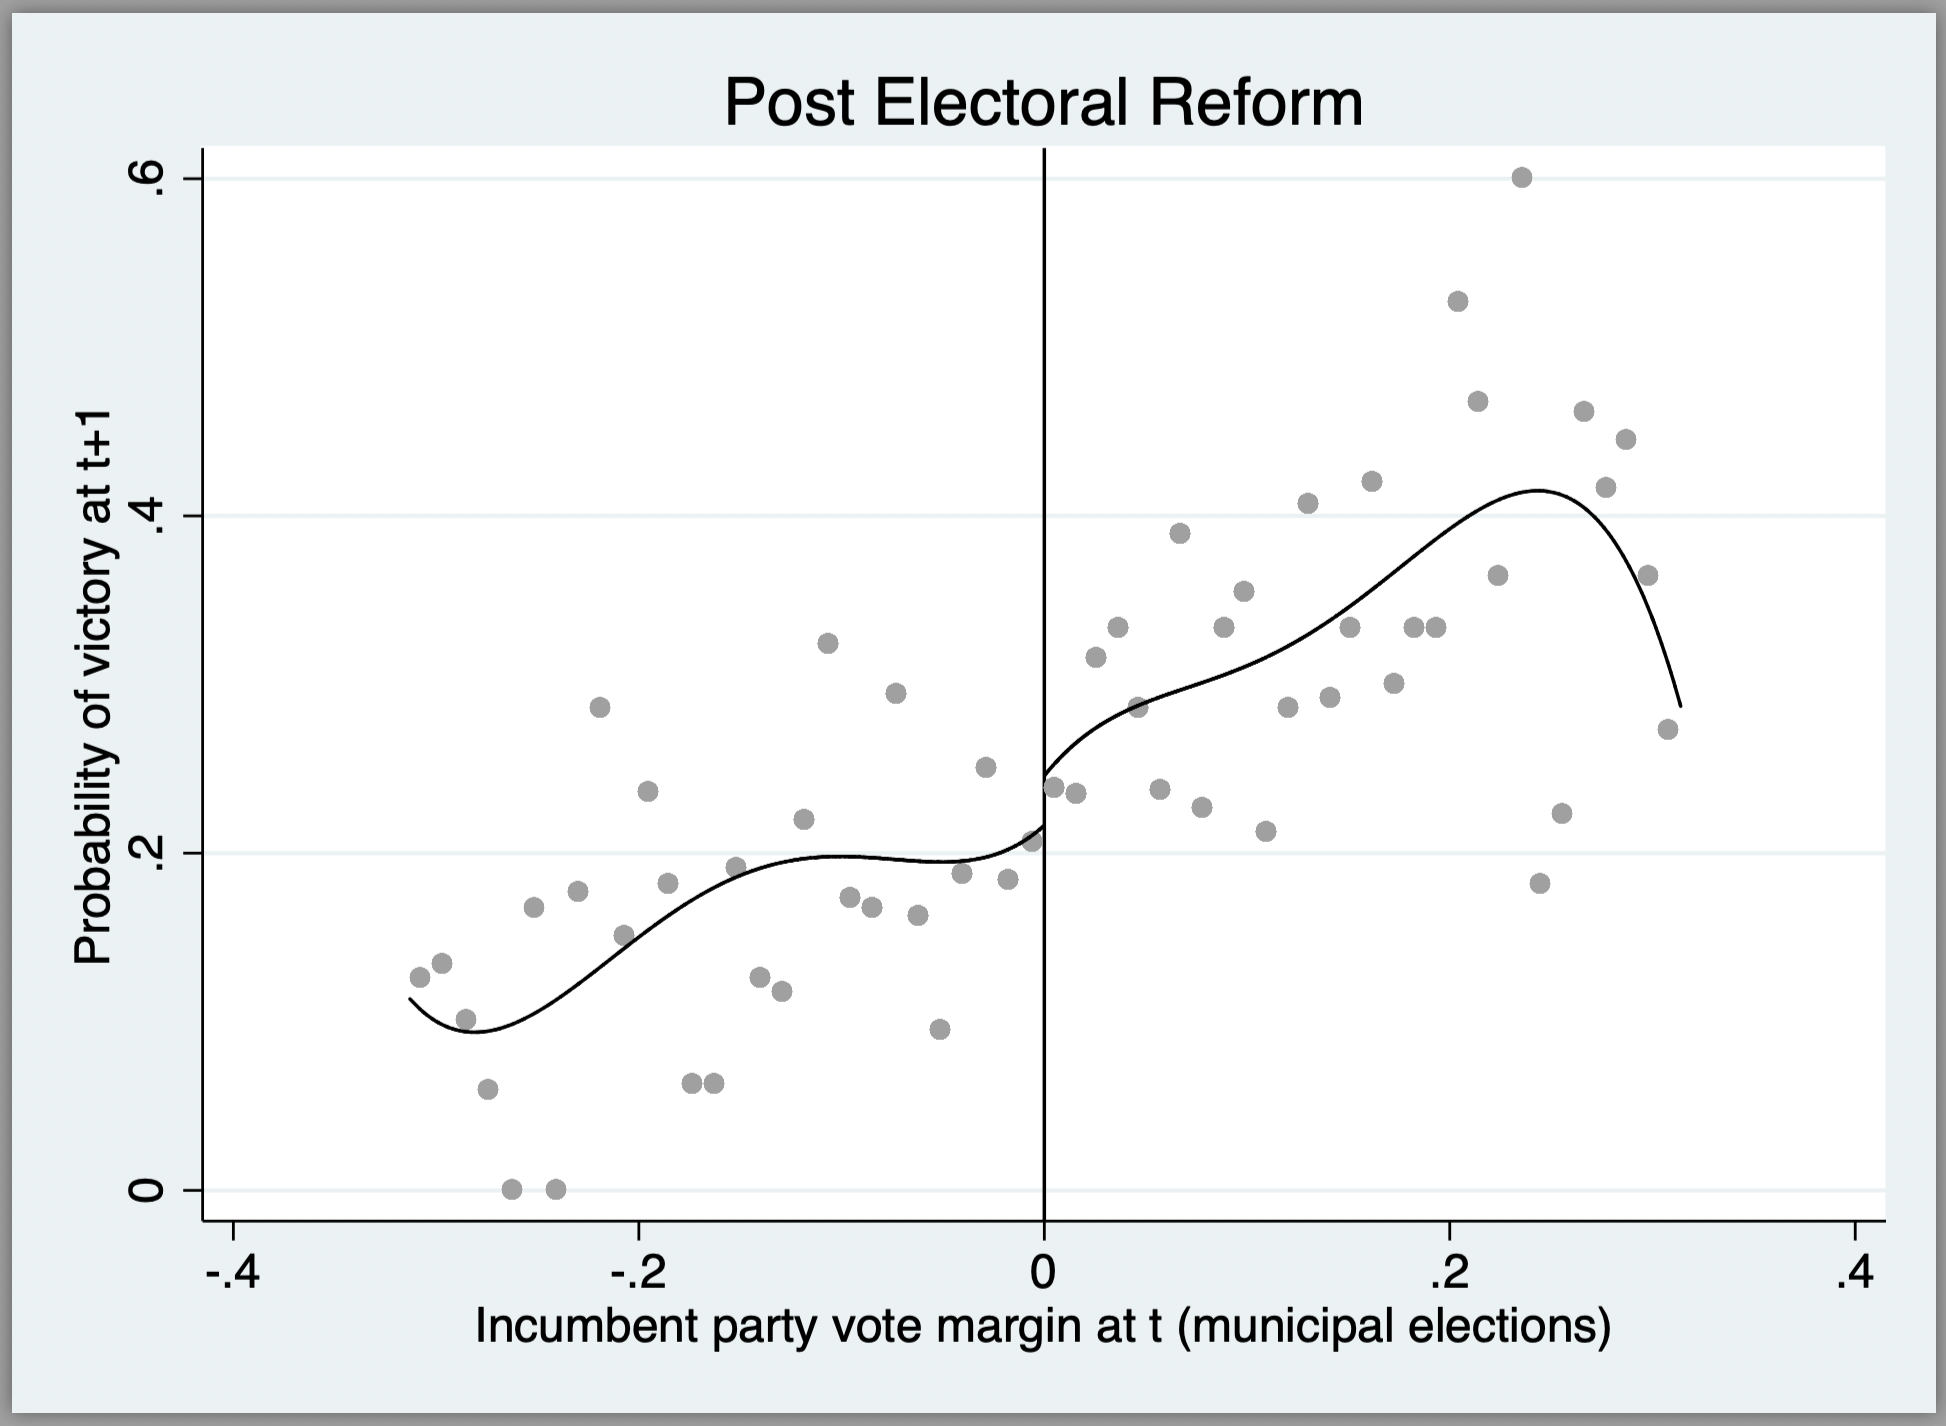 Post Electoral Reform
Probability of victory at t+1
.6
.4
.2
0
-.4 -.2 0 .2 .4
Incumbent party vote margin at t (municipal elections)